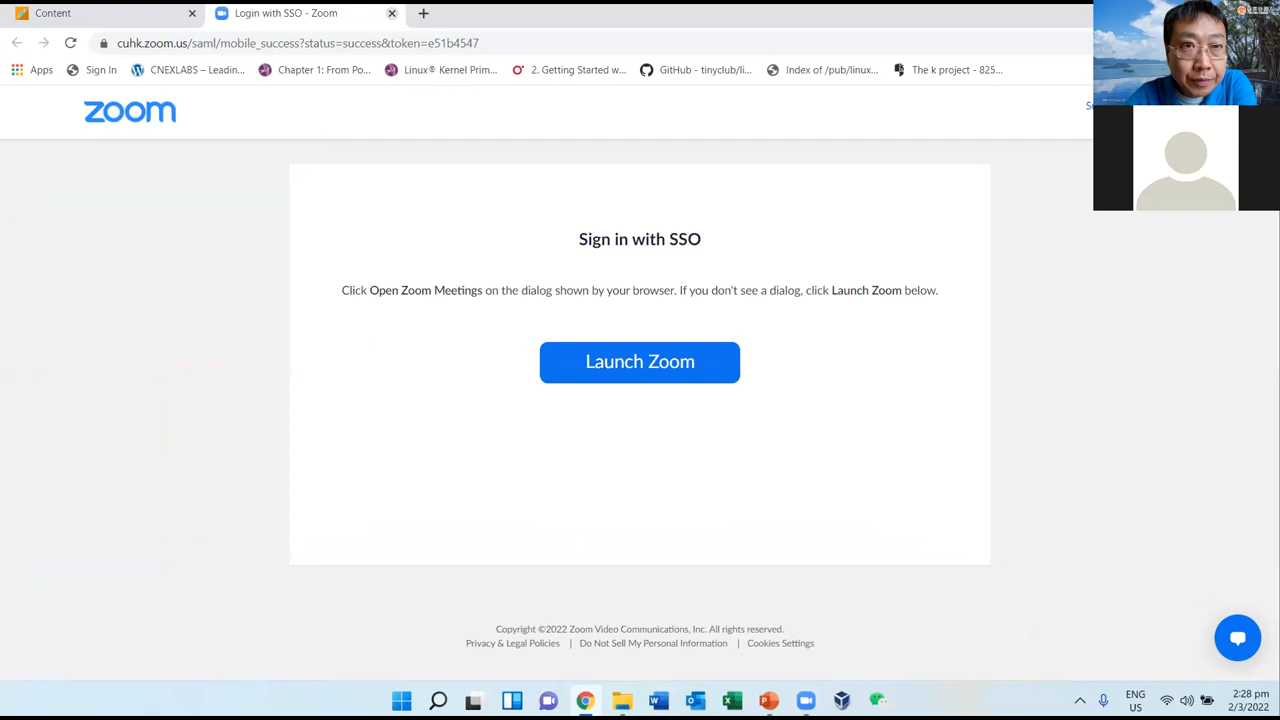 Content
Login with SSO - Zoom
cuhk.zoom.us/saml/mobile_success?status=success&token=e51b4547
Apps Sign In CNEXLABS – Leadin... Chapter 1: From Po... Linux® Kernel Prim... 2. Getting Started w... GitHub - tinyclub/li... Index of /pub/linux... The k project - 825...
zoom
Sign in with SSO
Click Open Zoom Meetings on the dialog shown by your browser. If you don't see a dialog, click Launch Zoom below.
Launch Zoom
Copyright ©2022 Zoom Video Communications, Inc. All rights reserved.
Privacy & Legal Policies | Do Not Sell My Personal Information | Cookies Settings
ENG
US
2:28 pm
2/3/2022